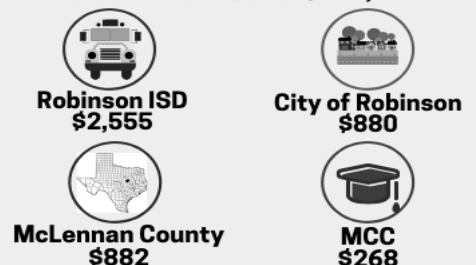 Robinson ISD
$2,555
City of Robinson
$880
McLennan County
$882
MCC
$268